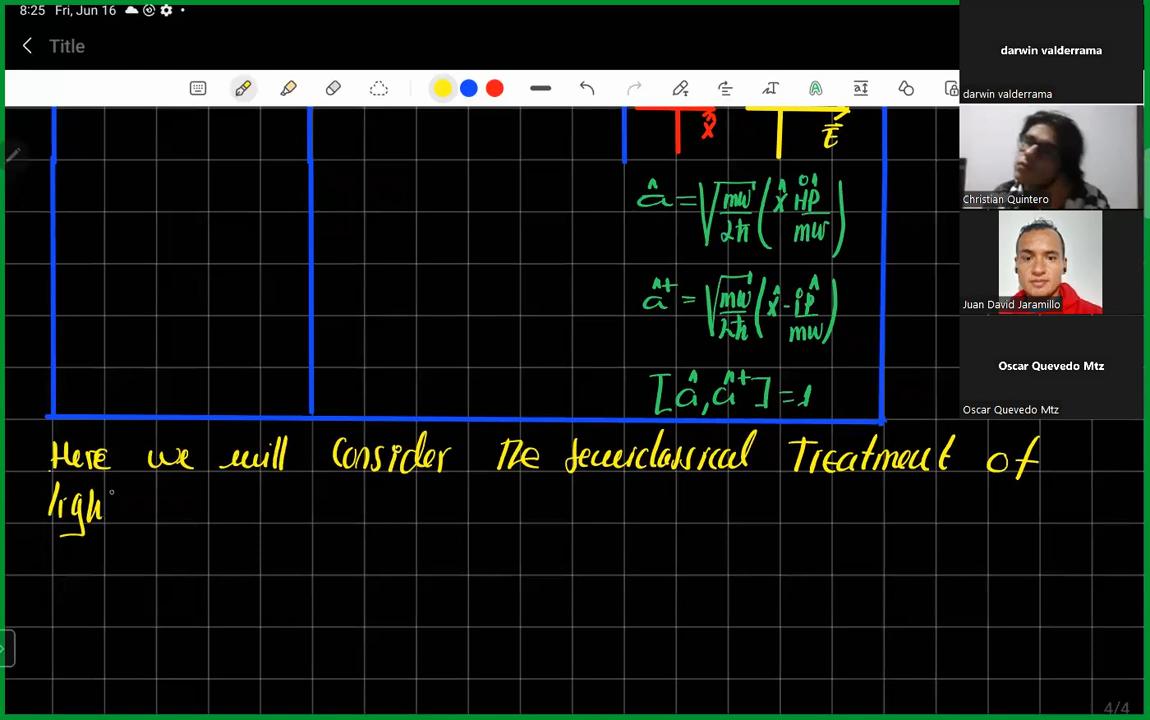 8:25 Fri, Jun 16
Title
darwin valderrama
darwin valderrama
Christian Quintero
Juan David Jaramillo
Oscar Quevedo Mtz
Oscar Quevedo Mtz
x̂
E⃗
â = √(mω/2ħ) (x̂ + ip̂/mω)
â† = √(mω/2ħ) (x̂ - ip̂/mω)
[â, â†] = 1
Here we will consider the semiclassical Treatment of
ligh
4/4